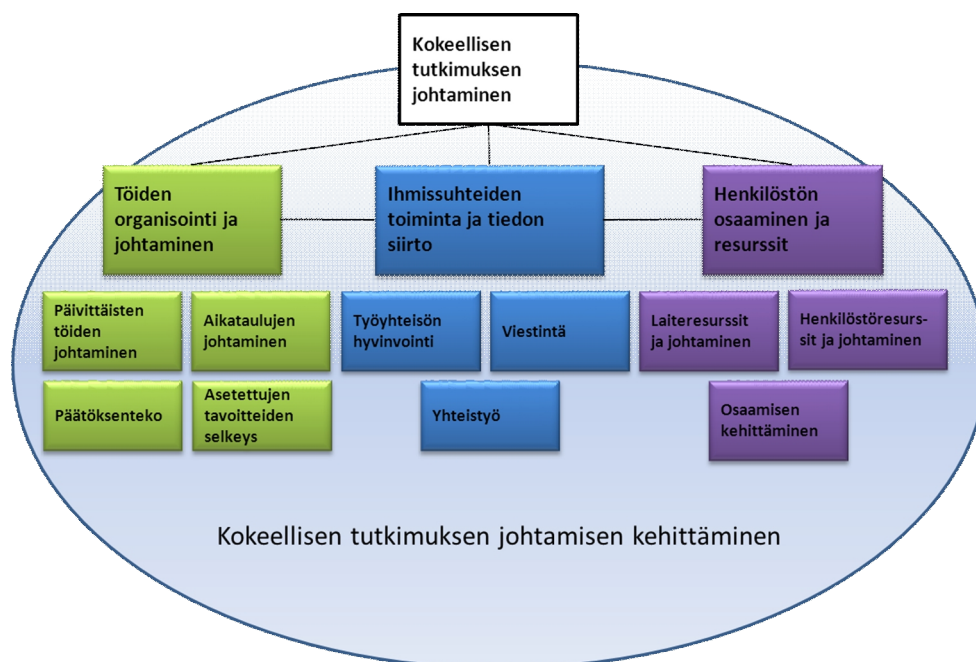 Kokeellisen
tutkimuksen
johtaminen
Töiden
organisointi ja
johtaminen
Ihmissuhteiden
toiminta ja tiedon
siirto
Henkilöstön
osaaminen ja
resurssit
Päivittäisten
töiden
johtaminen
Aikataulujen
johtaminen
Työyhteisön
hyvinvointi
Viestintä
Laiteresurssit
ja johtaminen
Henkilöstöresurs-
sit ja johtaminen
Päätöksenteko
Asetettujen
tavoitteiden
selkeys
Yhteistyö
Osaamisen
kehittäminen
Kokeellisen tutkimuksen johtamisen kehittäminen